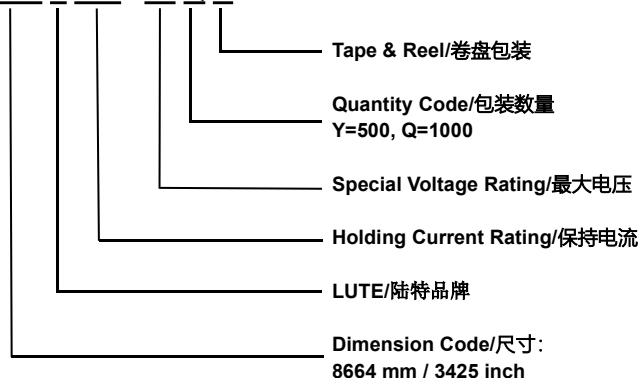 Tape & Reel/卷盘包装
Quantity Code/包装数量
Y=500, Q=1000
Special Voltage Rating/最大电压
Holding Current Rating/保持电流
LUTE/陆特品牌
Dimension Code/尺寸：
8664 mm / 3425 inch